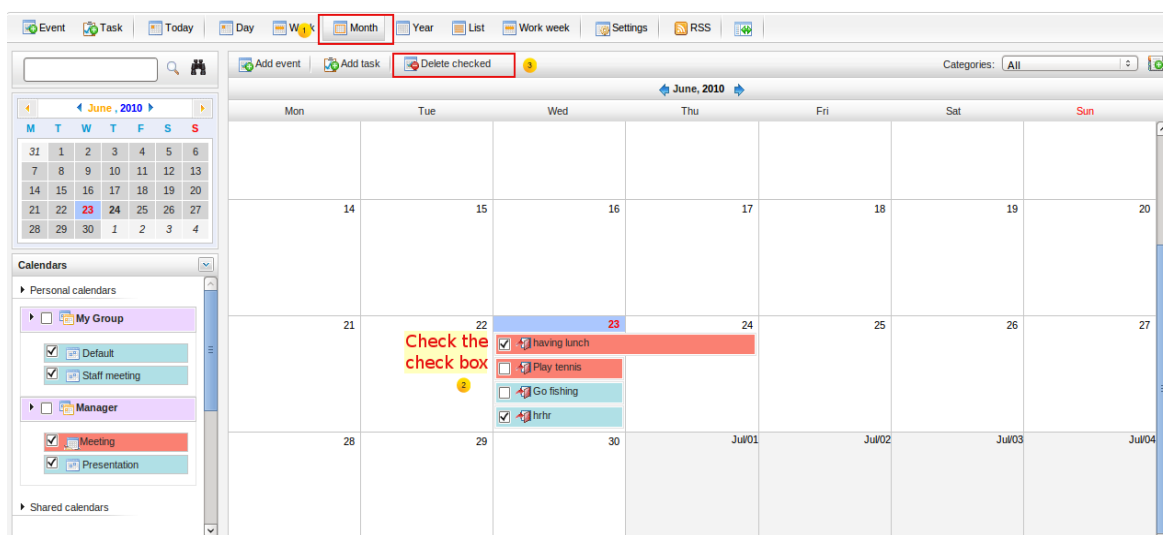 Event Task Today Day W k Month Year List Work week Settings RSS
1
Add event Add task Delete checked 3 Categories: All
June, 2010
June , 2010
M T W T F S S
31 1 2 3 4 5 6
7 8 9 10 11 12 13
14 15 16 17 18 19 20
21 22 23 24 25 26 27
28 29 30 1 2 3 4
Calendars
Personal calendars
My Group
Default
Staff meeting
Manager
Meeting
Presentation
Shared calendars
Mon Tue Wed Thu Fri Sat Sun
14 15 16 17 18 19 20
21 22 23 24 25 26 27
Check the
check box
2
having lunch
Play tennis
Go fishing
hrhr
28 29 30 Jul/01 Jul/02 Jul/03 Jul/04